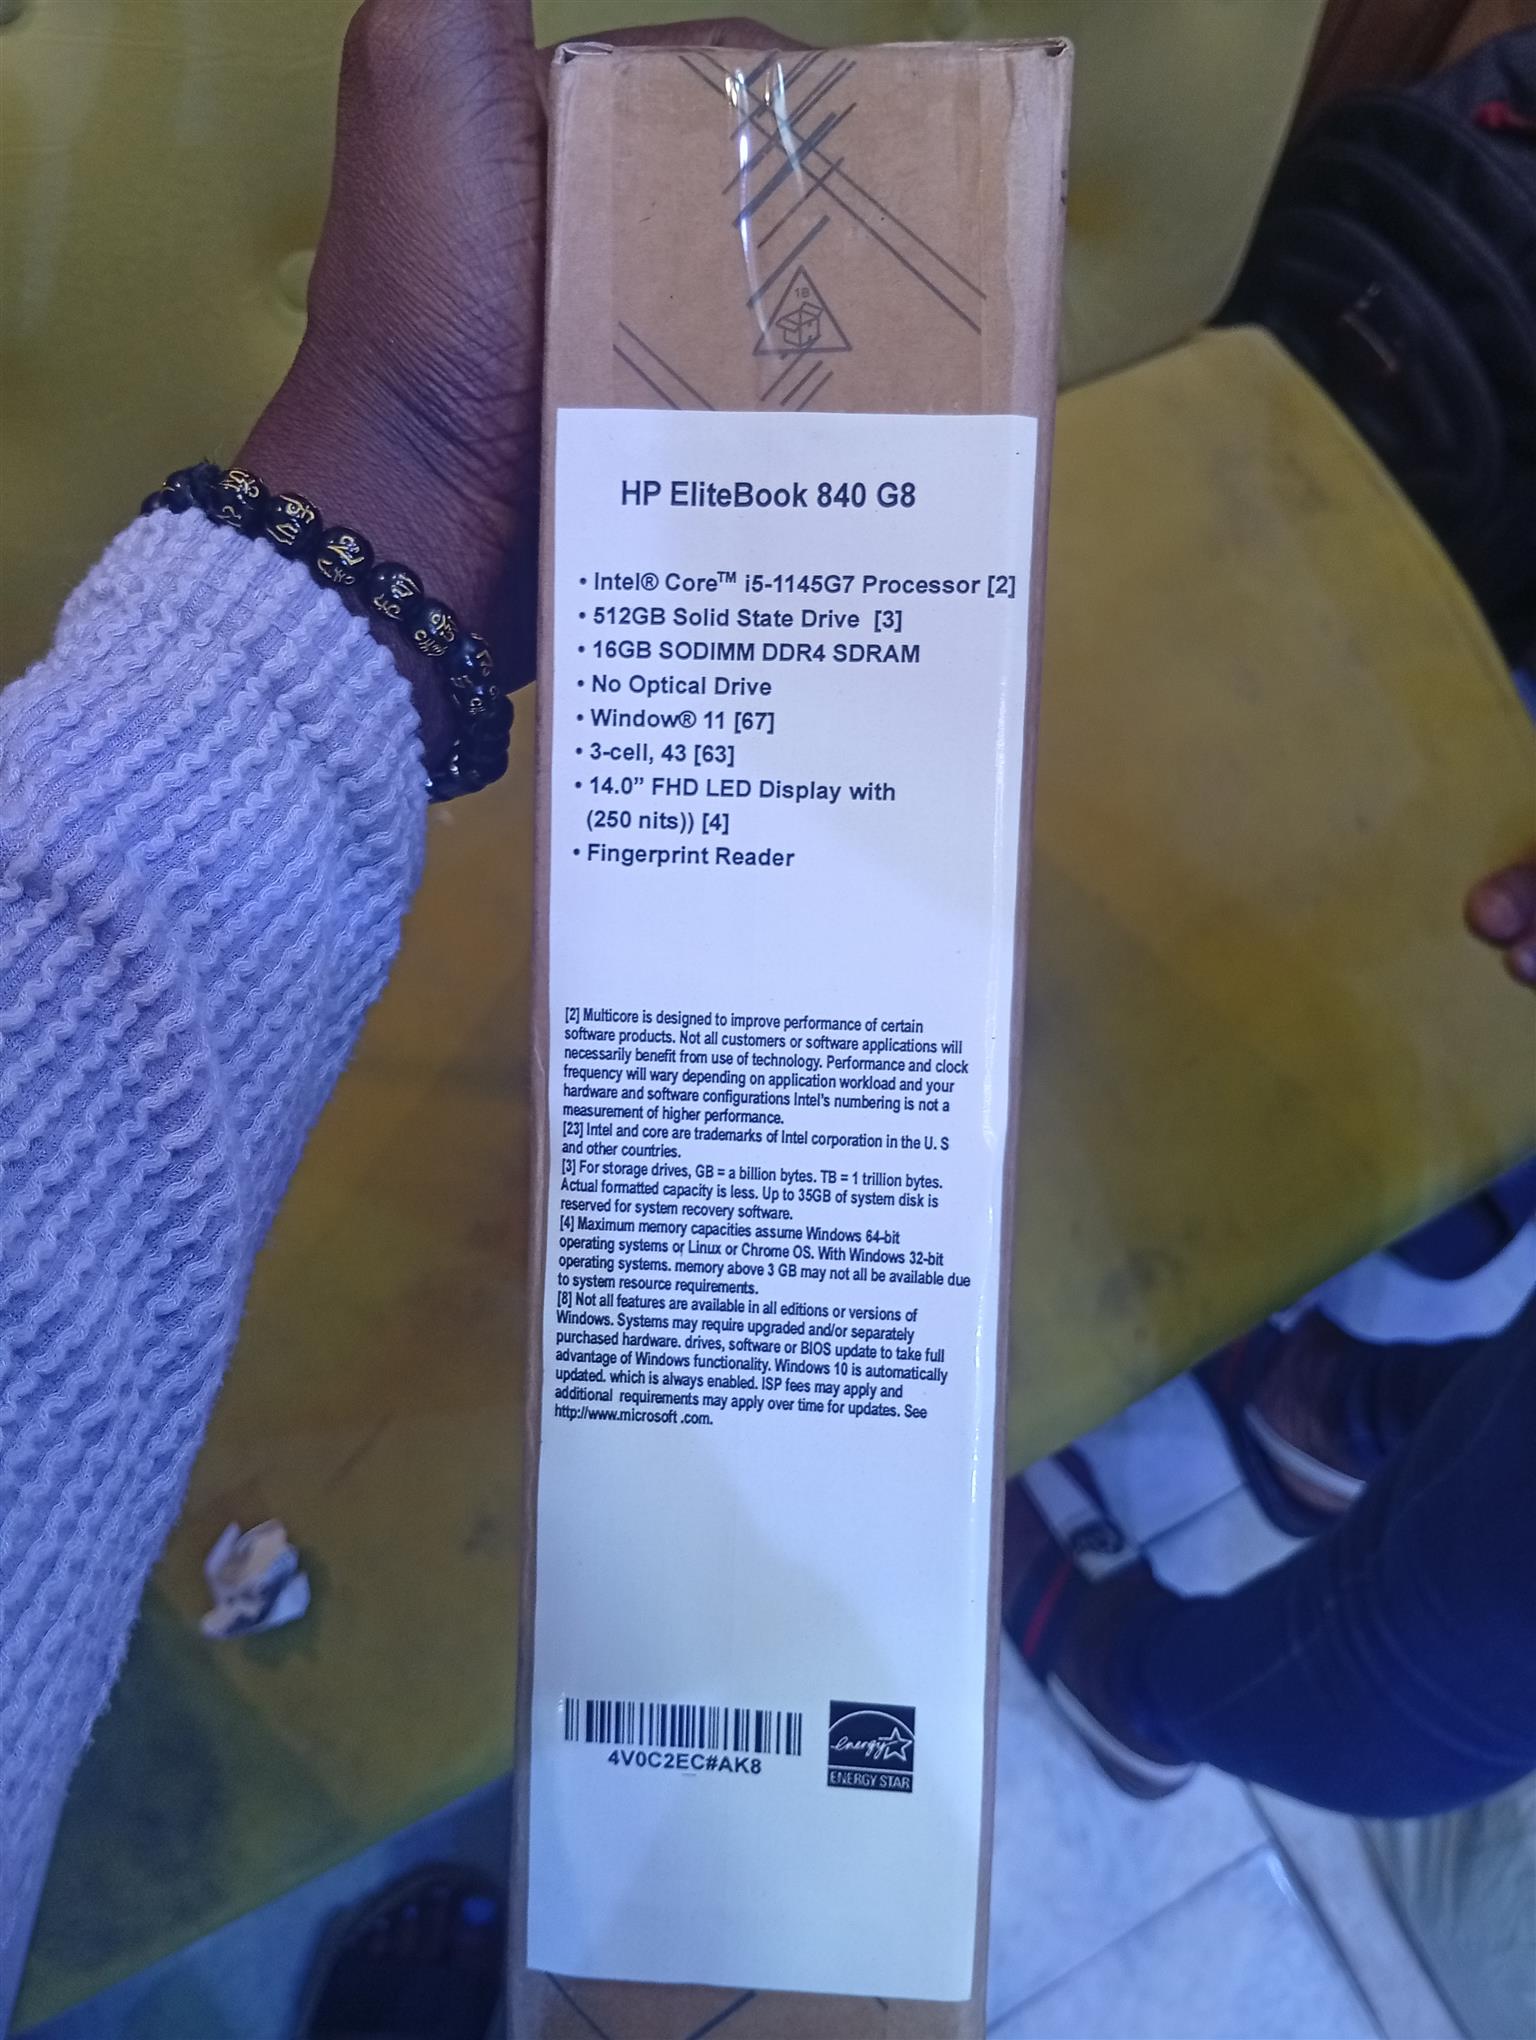 18
HP EliteBook 840 G8
• Intel® Core™ i5-1145G7 Processor [2]
• 512GB Solid State Drive [3]
• 16GB SODIMM DDR4 SDRAM
• No Optical Drive
• Window® 11 [67]
• 3-cell, 43 [63]
• 14.0” FHD LED Display with
(250 nits)) [4]
• Fingerprint Reader
[2] Multicore is designed to improve performance of certain
software products. Not all customers or software applications will
necessarily benefit from use of technology. Performance and clock
frequency will wary depending on application workload and your
hardware and software configurations Intel's numbering is not a
measurement of higher performance.
[23] Intel and core are trademarks of Intel corporation in the U. S
and other countries.
[3] For storage drives, GB = a billion bytes. TB = 1 trillion bytes.
Actual formatted capacity is less. Up to 35GB of system disk is
reserved for system recovery software.
[4] Maximum memory capacities assume Windows 64-bit
operating systems or Linux or Chrome OS. With Windows 32-bit
operating systems. memory above 3 GB may not all be available due
to system resource requirements.
[8] Not all features are available in all editions or versions of
Windows. Systems may require upgraded and/or separately
purchased hardware. drives, software or BIOS update to take full
advantage of Windows functionality. Windows 10 is automatically
updated. which is always enabled. ISP fees may apply and
additional requirements may apply over time for updates. See
http://www.microsoft .com.
4V0C2EC#AK8
energy
ENERGY STAR